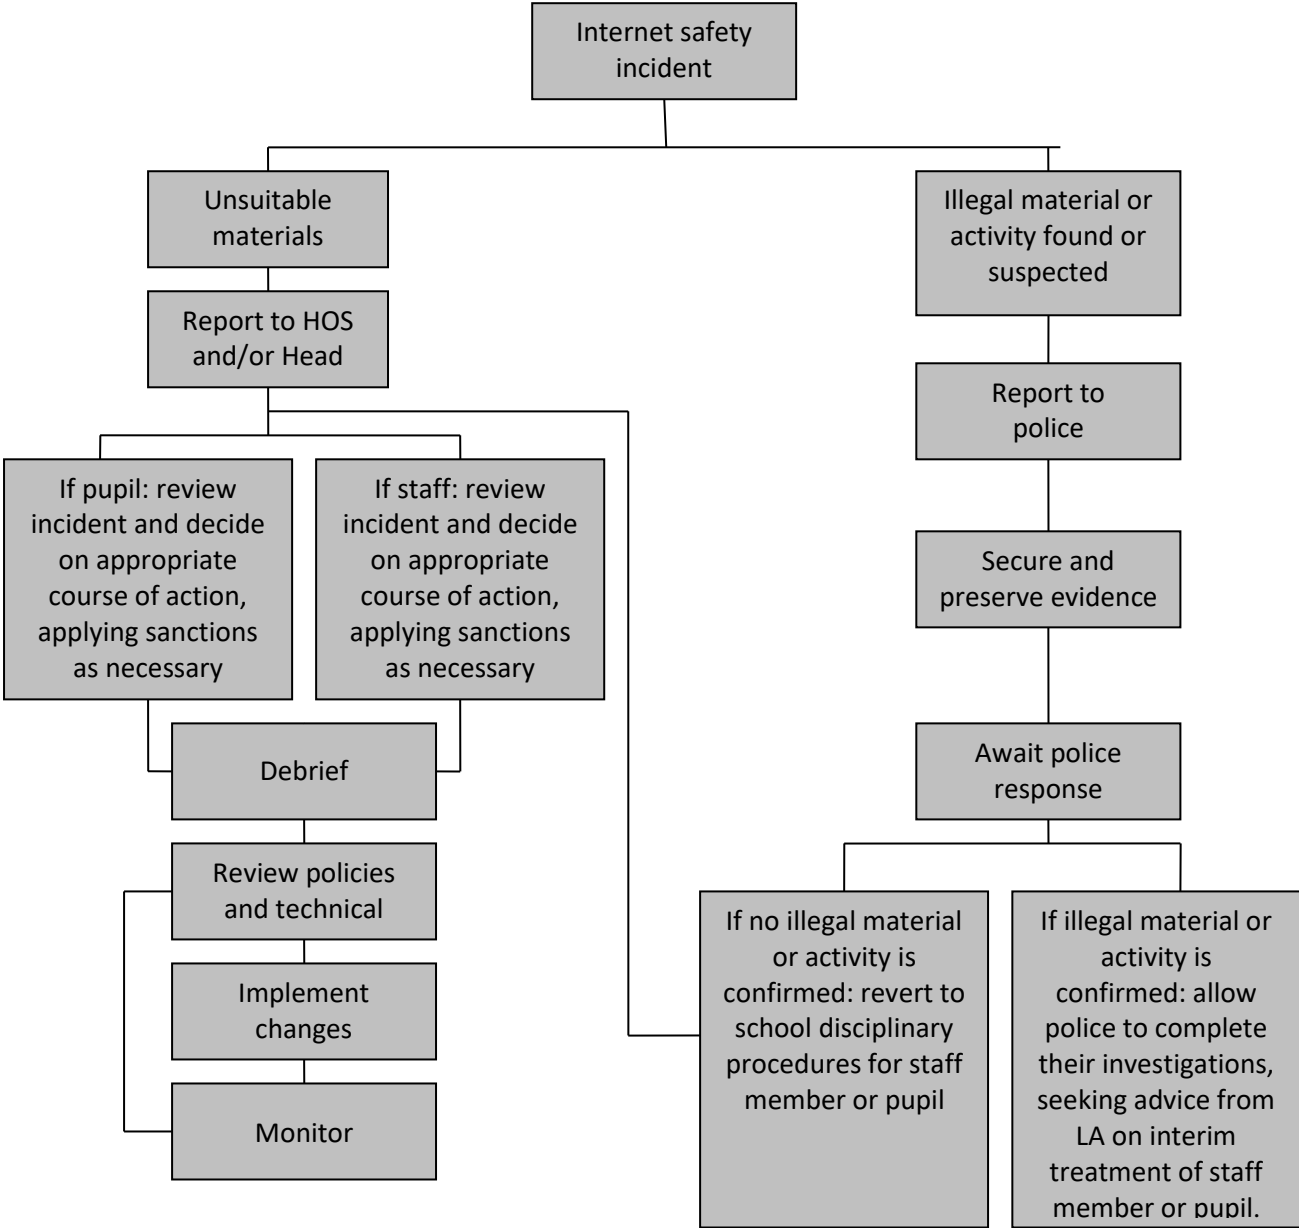 Internet safety
incident
Unsuitable
materials
Report to HOS
and/or Head
If pupil: review
incident and decide
on appropriate
course of action,
applying sanctions
as necessary
If staff: review
incident and decide
on appropriate
course of action,
applying sanctions
as necessary
Debrief
Review policies
and technical
Implement
changes
Monitor
Illegal material or
activity found or
suspected
Report to
police
Secure and
preserve evidence
Await police
response
If no illegal material
or activity is
confirmed: revert to
school disciplinary
procedures for staff
member or pupil
If illegal material or
activity is
confirmed: allow
police to complete
their investigations,
seeking advice from
LA on interim
treatment of staff
member or pupil.